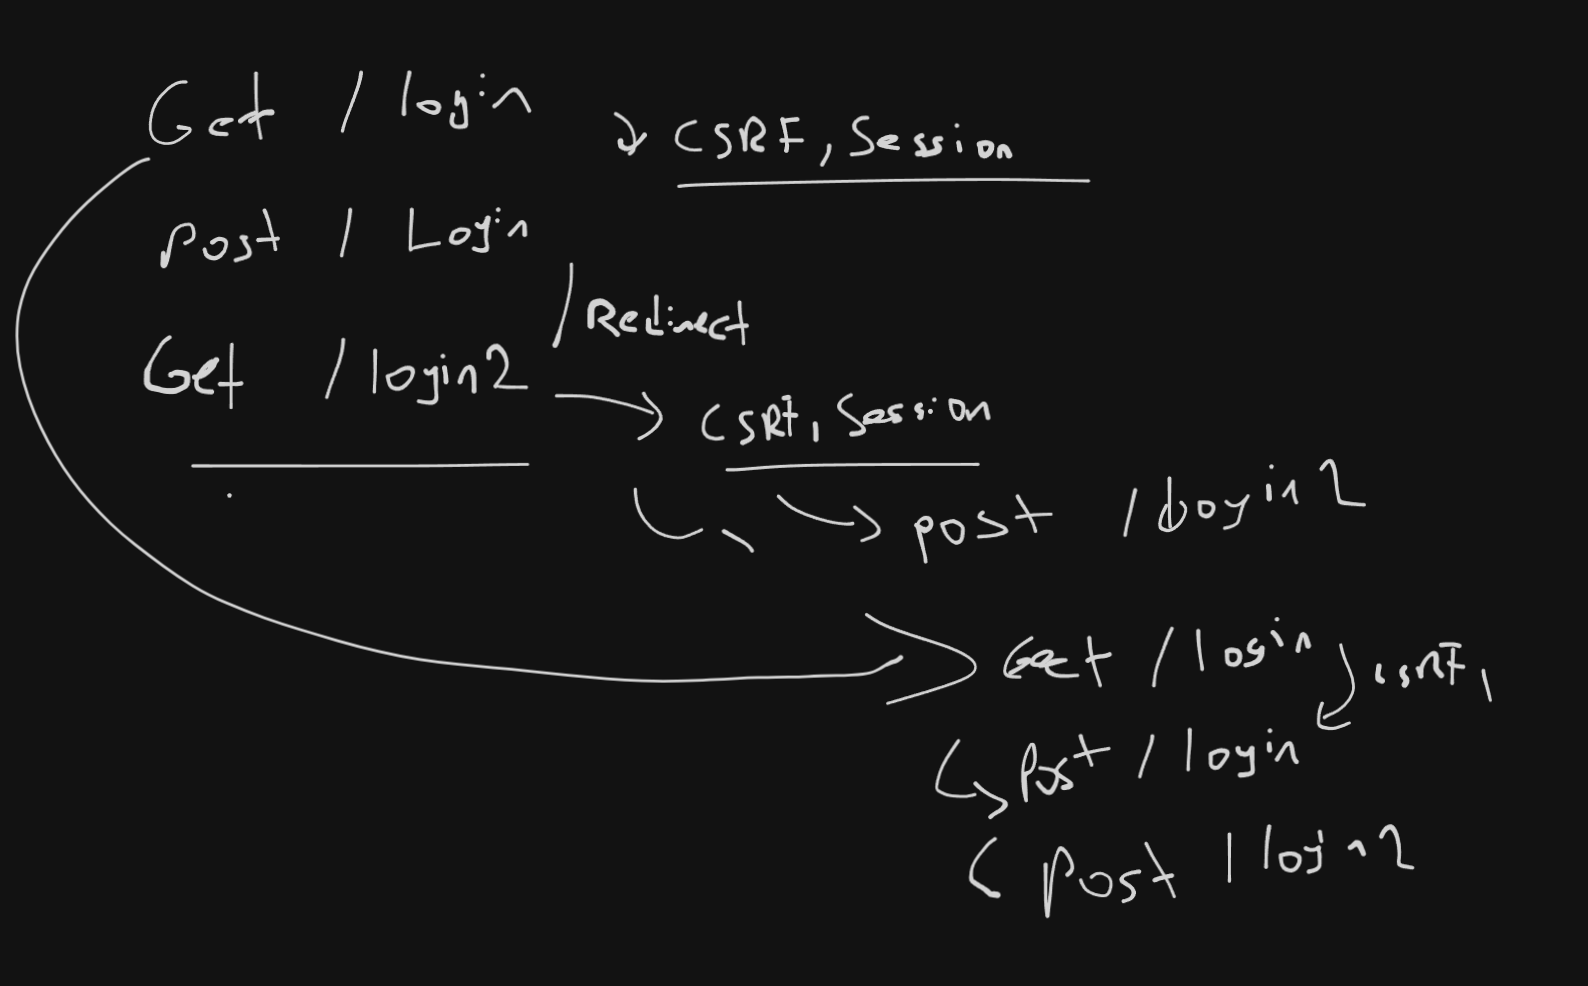 Get / login
CSRF, Session
Post / Login
/ Redirect
Get / login2
CSRF, Session
post / login2
Get / login
CSRF,
Post / login
Post / login2